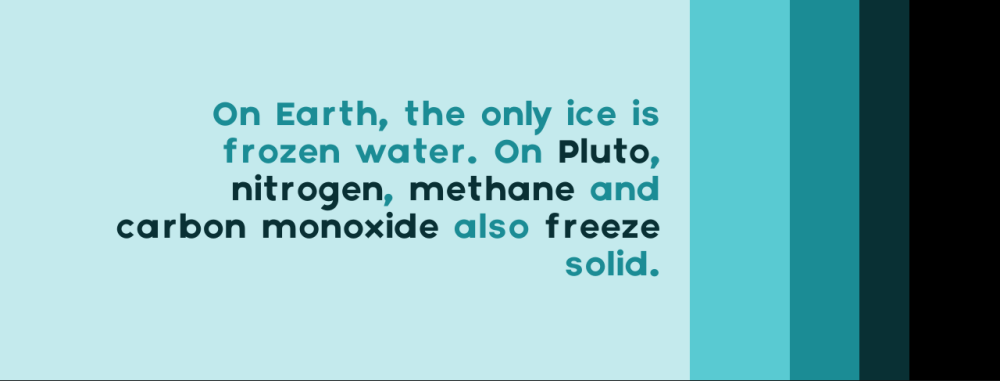 On Earth, the only ice is
frozen water. On Pluto,
nitrogen, methane and
carbon monoxide also freeze
solid.